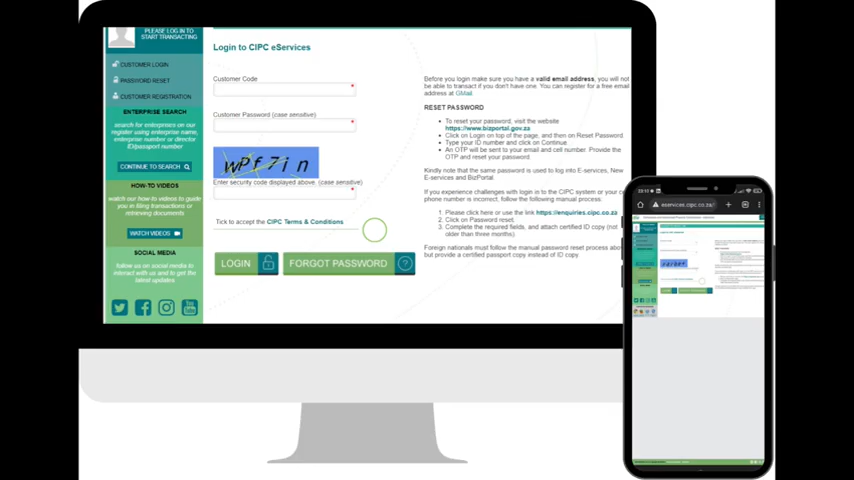 PLEASE LOG IN TO
START TRANSACTING
CUSTOMER LOGIN
PASSWORD RESET
CUSTOMER REGISTRATION
ENTERPRISE SEARCH
search for enterprises on our
register using enterprise name,
enterprise number or director
ID/passport number
CONTINUE TO SEARCH
HOW-TO VIDEOS
watch our how-to videos to guide
you in filing transactions or
retrieving documents
WATCH VIDEOS
SOCIAL MEDIA
follow us on social media to
interact with us and to get the
latest updates
Login to CIPC eServices
Customer Code
*
Customer Password (case sensitive)
*
wPf7in
Enter security code displayed above. (case sensitive)
*
Tick to accept the CIPC Terms & Conditions
LOGIN
FORGOT PASSWORD
?
Before you login make sure you have a valid email address, you will not
be able to transact if you don't have one. You can register for a free email
address at GMail.
RESET PASSWORD
• To reset your password, visit the website
https://www.bizportal.gov.za
• Click on Login on top of the page, and then on Reset Password.
• Type your ID number and click on Continue.
• An OTP will be sent to your email and cell number. Provide the
OTP and reset your password.
Kindly note that the same password is used to log into E-services, New
E-services and BizPortal.
If you experience challenges with login is to the CIPC system or your ce
phone number is incorrect, follow the following manual process.
1. Please click here or use the link https://enquiries.cipc.co.za
2. Click on Password reset.
3. Complete the required fields, and attach certified ID copy (not
older than three months).
Foreign nationals must follow the manual password reset process abov
but provide a certified passport copy instead of ID copy
23:10
eservices.cipc.co.za/